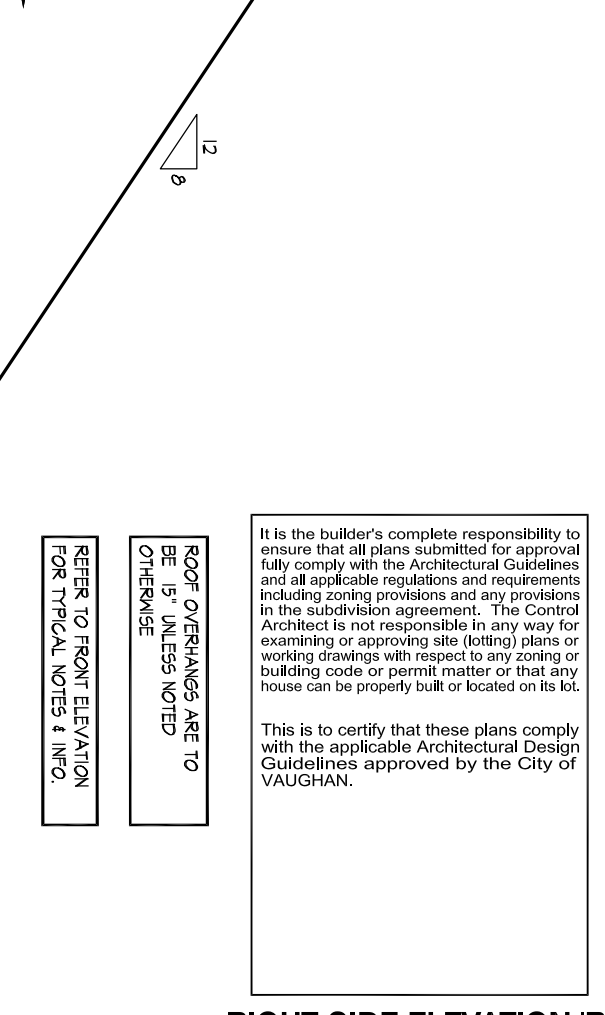 12
8
It is the builder's complete responsibility to
ensure that all plans submitted for approval
fully comply with the Architectural Guidelines
and all applicable regulations and requirements
including zoning provisions and any provisions
in the subdivision agreement. The Control
Architect is not responsible in any way for
examining or approving site (lotting) plans or
working drawings with respect to any zoning or
building code or permit matter or that any
house can be properly built or located on its lot.
This is to certify that these plans comply
with the applicable Architectural Design
Guidelines approved by the City of
VAUGHAN.
ROOF OVERHANGS ARE TO
BE 15" UNLESS NOTED
OTHERWISE
REFER TO FRONT ELEVATION
FOR TYPICAL NOTES & INFO.
RIGHT SIDE ELEVATION